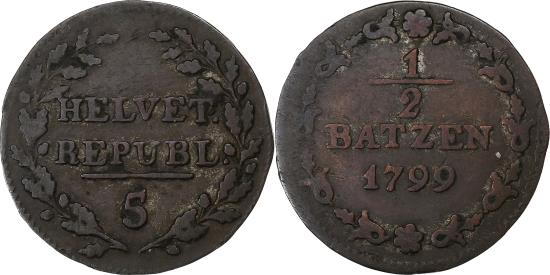 HELVET.
·REPUBL·
5
1
2
BATZEN
1799